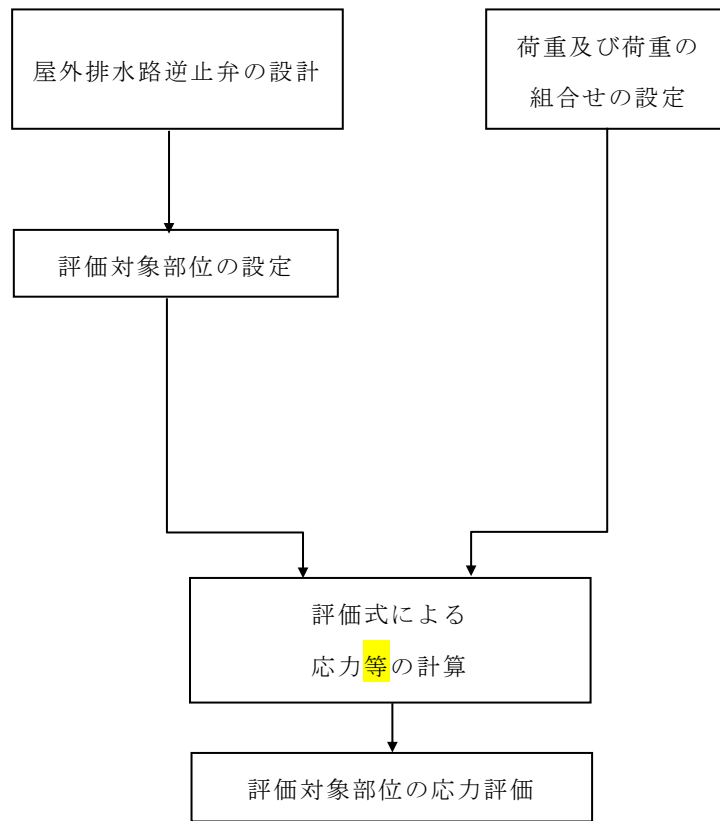 屋外排水路逆止弁の設計
荷重及び荷重の
組合せの設定
評価対象部位の設定
評価式による
応力等の計算
評価対象部位の応力評価